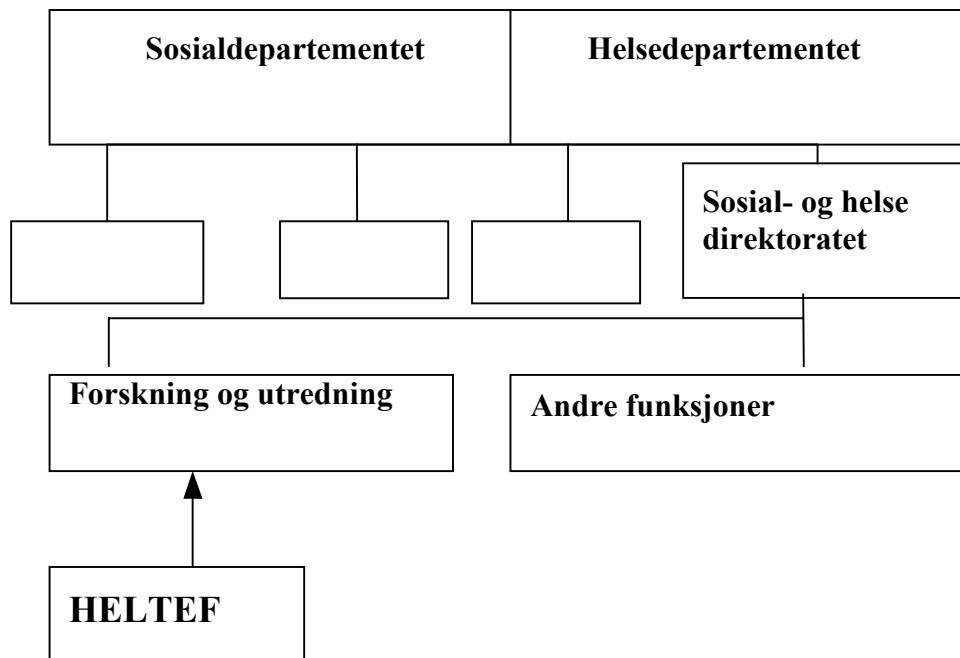 Sosialdepartementet
Helsedepartementet
Sosial- og helse
direktoratet
Forskning og utredning
Andre funksjoner
HELTEF